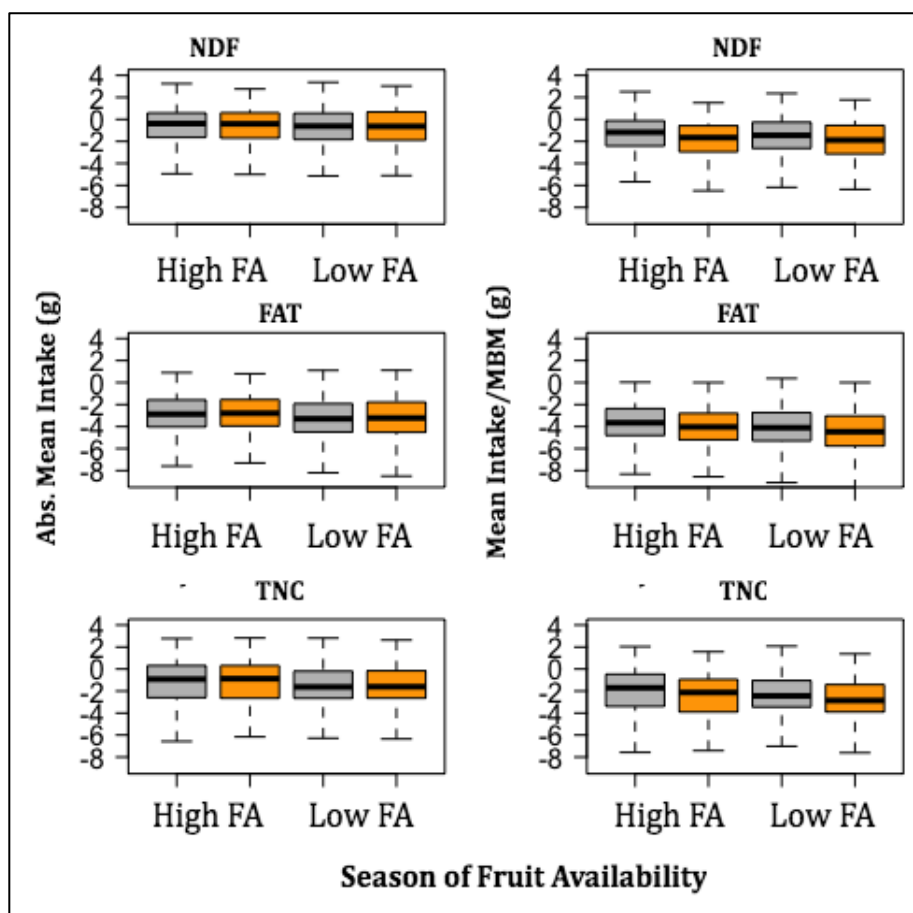 NDF
4
2
0
-2
-4
-6
-8
High FA Low FA
NDF
4
2
0
-2
-4
-6
-8
High FA Low FA
Abs. Mean Intake (g)
FAT
4
2
0
-2
-4
-6
-8
High FA Low FA
Mean Intake/MBM (g)
FAT
4
2
0
-2
-4
-6
-8
High FA Low FA
TNC
4
2
0
-2
-4
-6
-8
High FA Low FA
TNC
4
2
0
-2
-4
-6
-8
High FA Low FA
Season of Fruit Availability